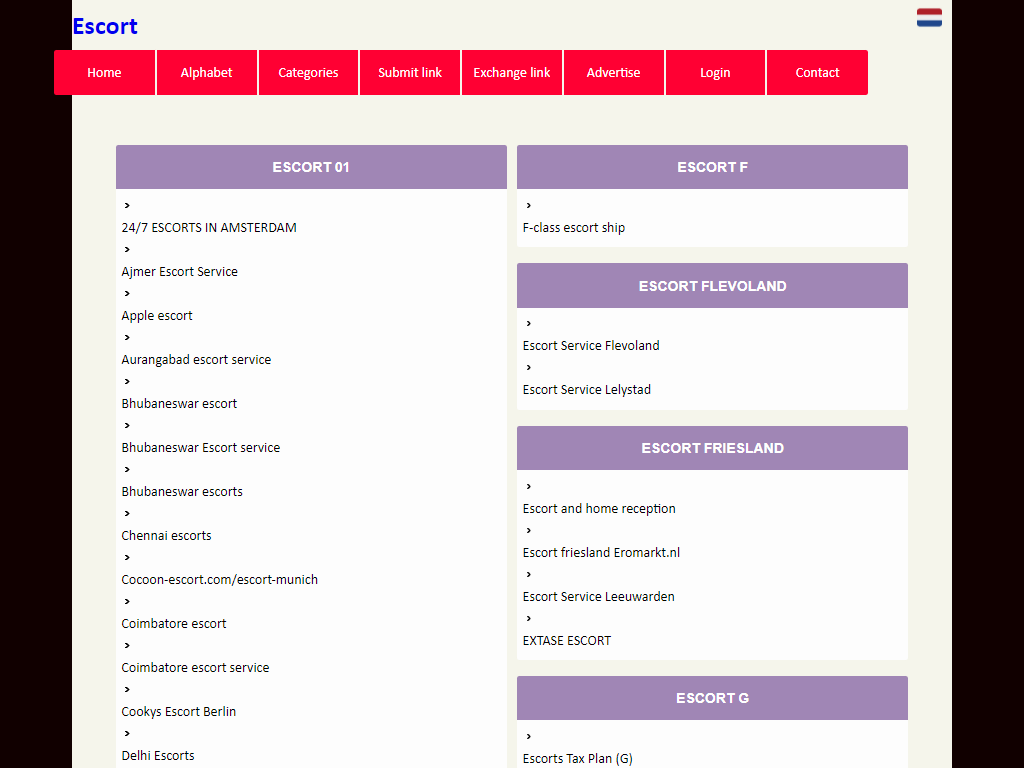 Escort
Home
Alphabet
Categories
Submit link
Exchange link
Advertise
Login
Contact
ESCORT 01
›
24/7 ESCORTS IN AMSTERDAM
›
Ajmer Escort Service
›
Apple escort
›
Aurangabad escort service
›
Bhubaneswar escort
›
Bhubaneswar Escort service
›
Bhubaneswar escorts
›
Chennai escorts
›
Cocoon-escort.com/escort-munich
›
Coimbatore escort
›
Coimbatore escort service
›
Cookys Escort Berlin
›
Delhi Escorts
ESCORT F
›
F-class escort ship
ESCORT FLEVOLAND
›
Escort Service Flevoland
›
Escort Service Lelystad
ESCORT FRIESLAND
›
Escort and home reception
›
Escort friesland Eromarkt.nl
›
Escort Service Leeuwarden
›
EXTASE ESCORT
ESCORT G
›
Escorts Tax Plan (G)